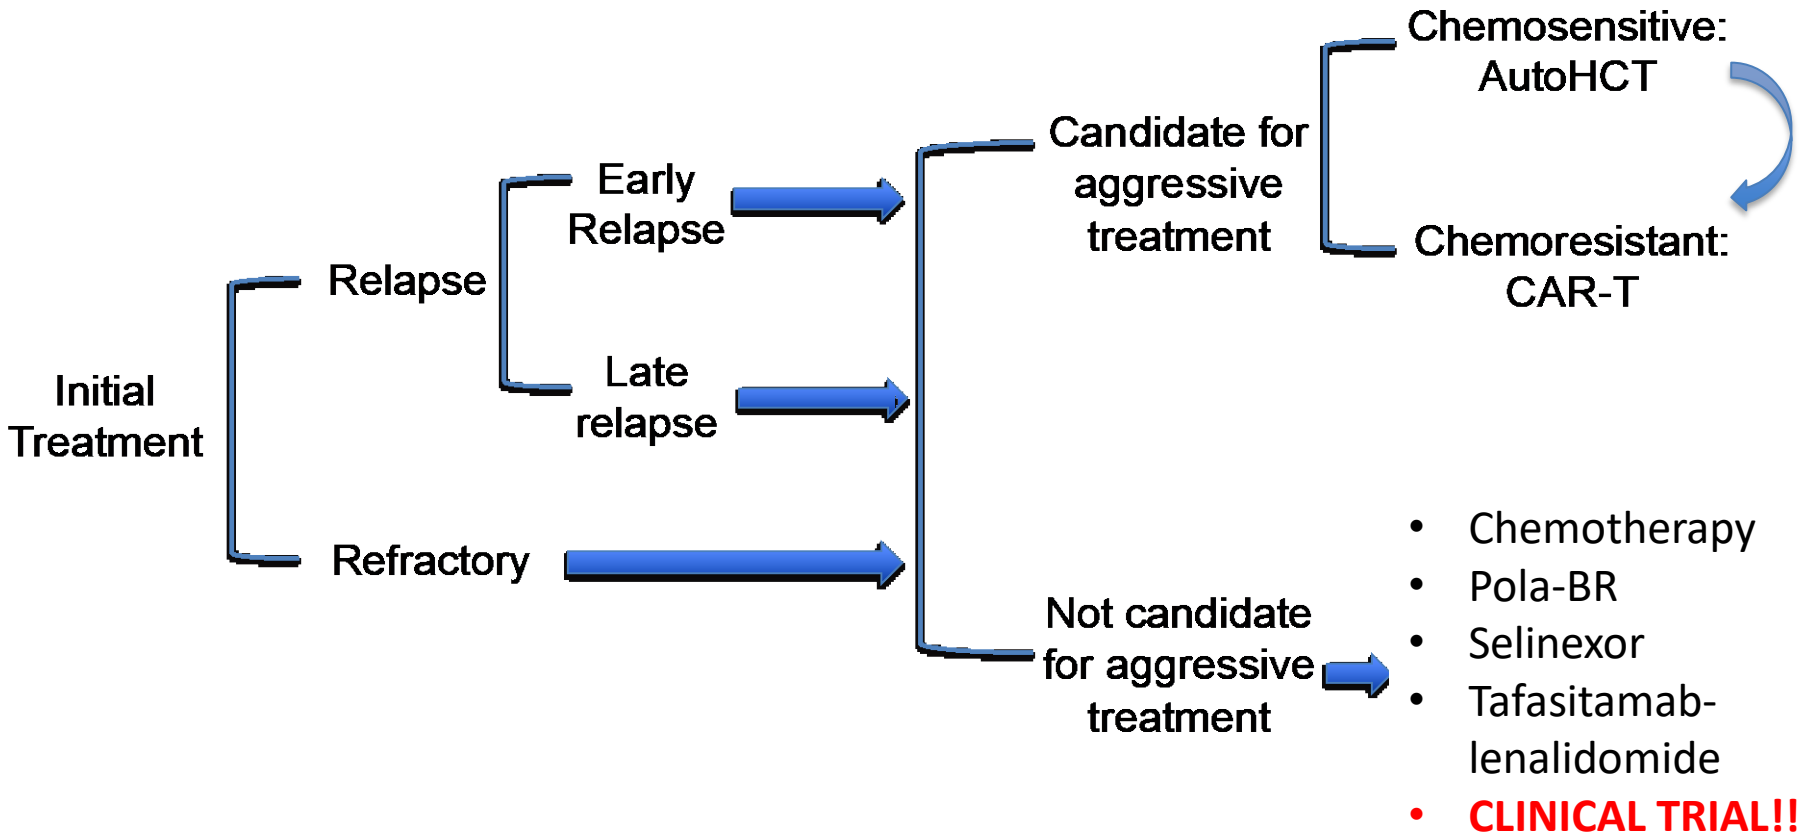 Initial
Treatment
Relapse
Refractory
Early
Relapse
Late
relapse
Candidate for
aggressive
treatment
Not candidate
for aggressive
treatment
Chemosensitive:
AutoHCT
Chemoresistant:
CAR-T
• Chemotherapy
• Pola-BR
• Selinexor
• Tafasitamab-
lenalidomide
• CLINICAL TRIAL!!